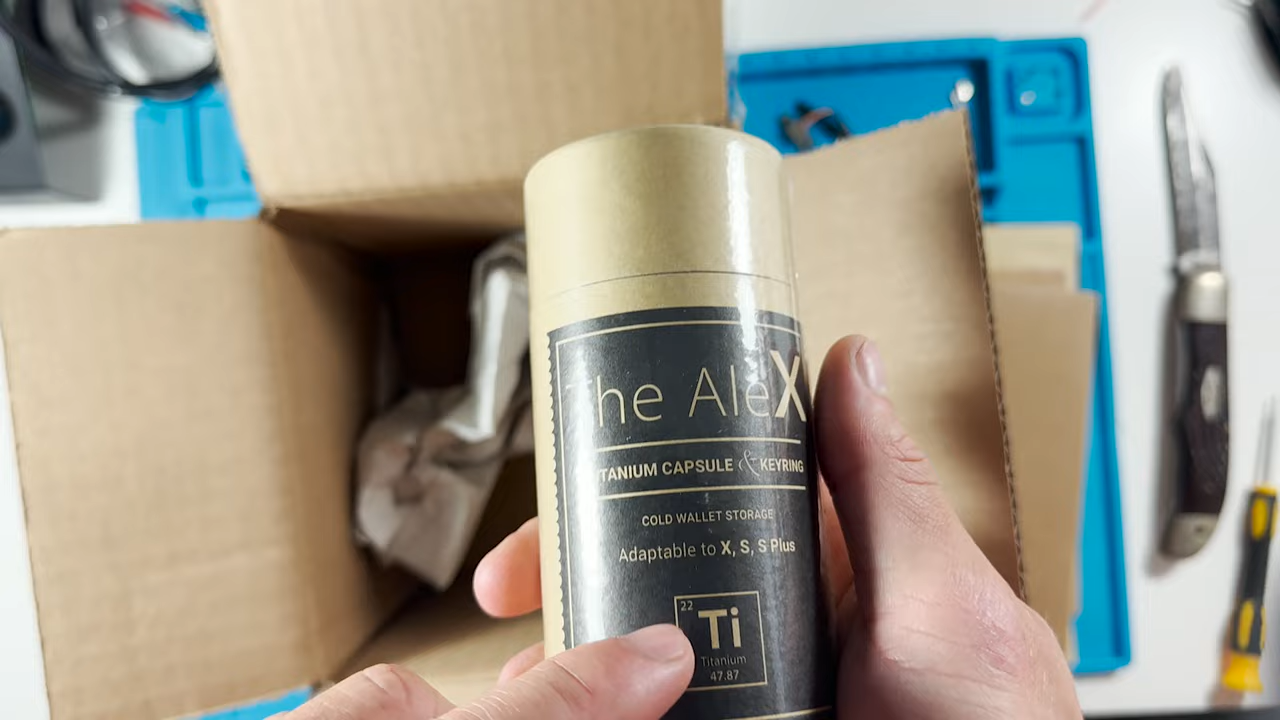 The AleX
TANIUM CAPSULE & KEYRING
COLD WALLET STORAGE
Adaptable to X, S, S Plus
22
Ti
Titanium
47.87